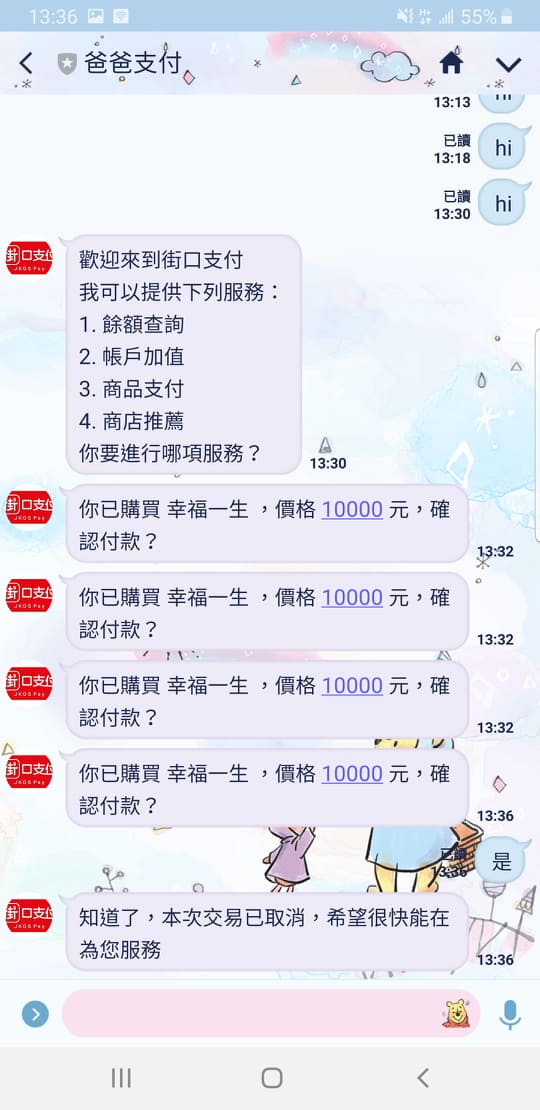 13:36
55%
爸爸支付
13:13
hi
已讀
13:18
hi
已讀
13:30
hi
街口支付
JKOS Pay
歡迎來到街口支付
我可以提供下列服務：
1. 餘額查詢
2. 帳戶加值
3. 商品支付
4. 商店推薦
你要進行哪項服務？
13:30
街口支付
JKOS Pay
你已購買 幸福一生 ，價格 10000 元，確
認付款？
13:32
街口支付
JKOS Pay
你已購買 幸福一生 ，價格 10000 元，確
認付款？
13:32
街口支付
JKOS Pay
你已購買 幸福一生 ，價格 10000 元，確
認付款？
13:32
街口支付
JKOS Pay
你已購買 幸福一生 ，價格 10000 元，確
認付款？
13:36
已讀
13:36
是
街口支付
JKOS Pay
知道了，本次交易已取消，希望很快能在
為您服務
13:36